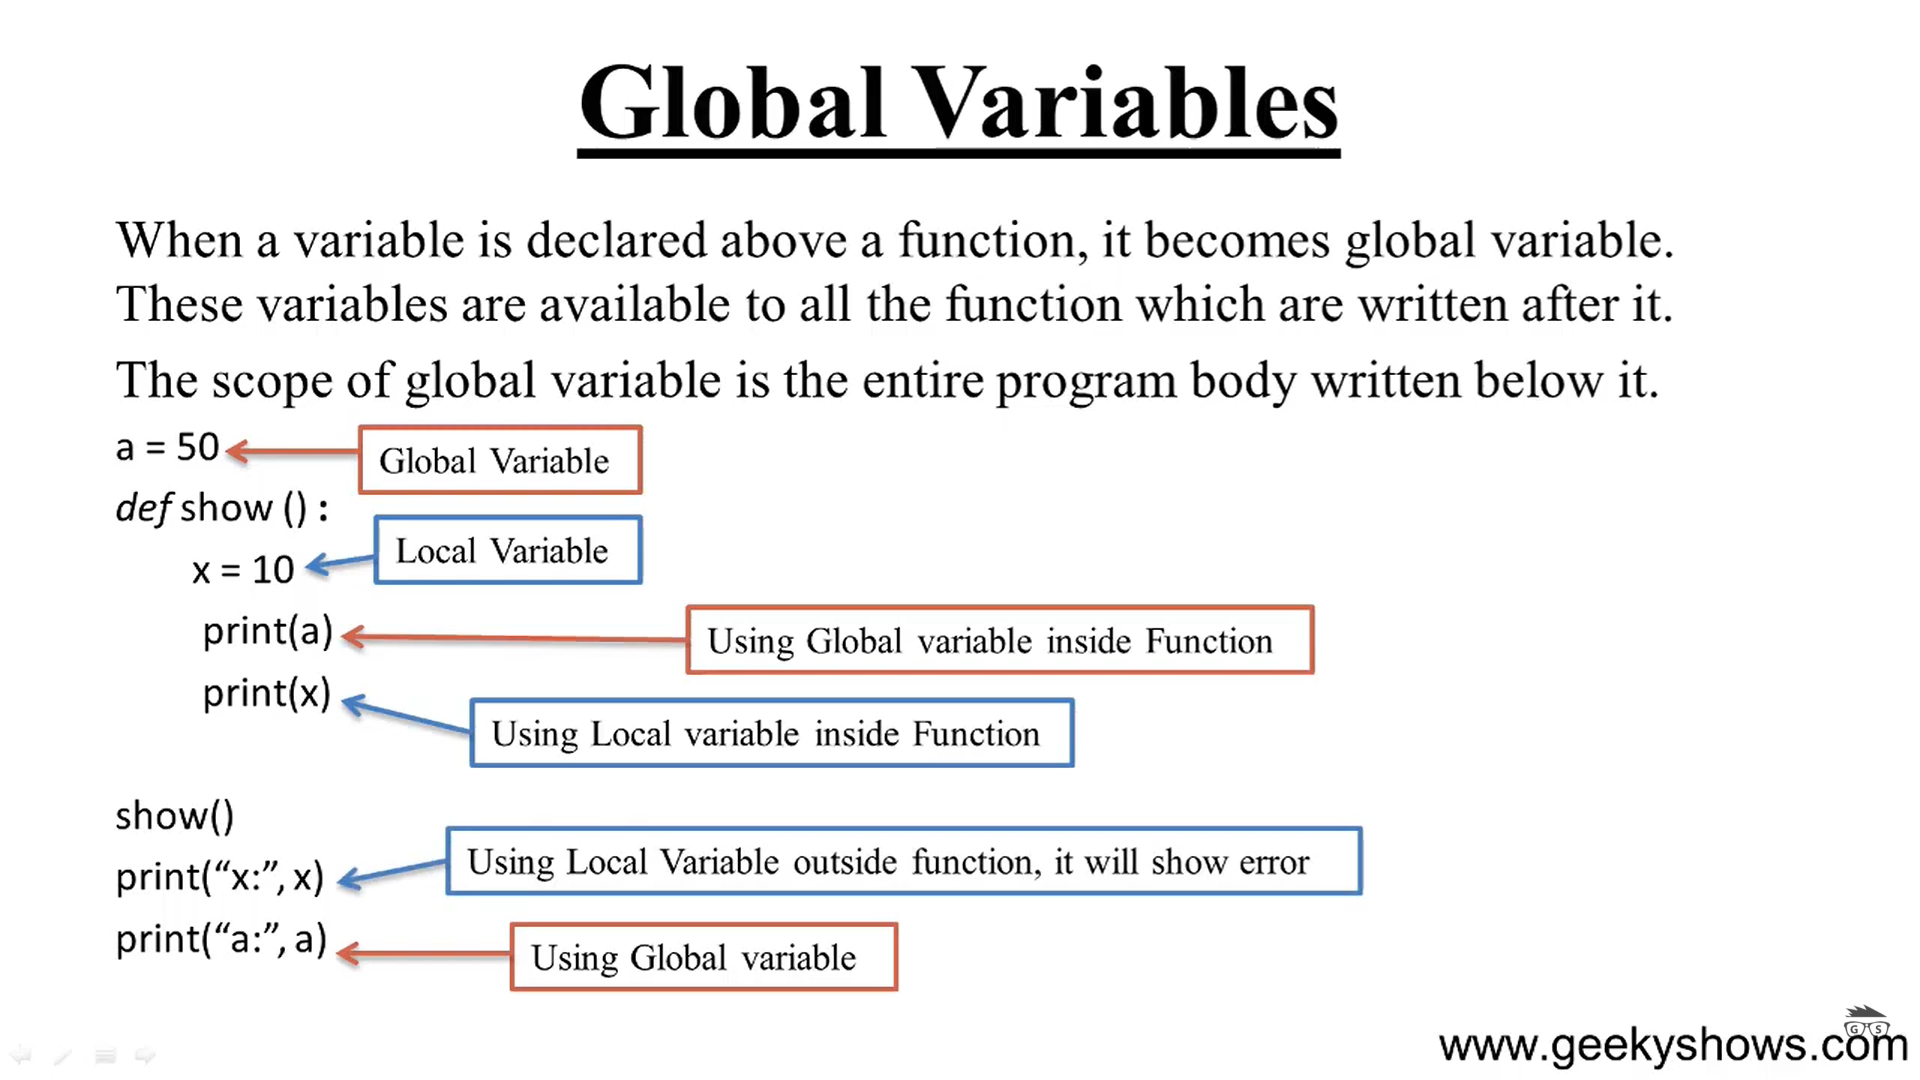 Global Variables
When a variable is declared above a function, it becomes global variable.
These variables are available to all the function which are written after it.
The scope of global variable is the entire program body written below it.
a = 50
Global Variable
def show () :
Local Variable
x = 10
print(a)
Using Global variable inside Function
print(x)
Using Local variable inside Function
show()
print(“x:”, x)
Using Local Variable outside function, it will show error
print(“a:”, a)
Using Global variable
G S
www.geekyshows.com